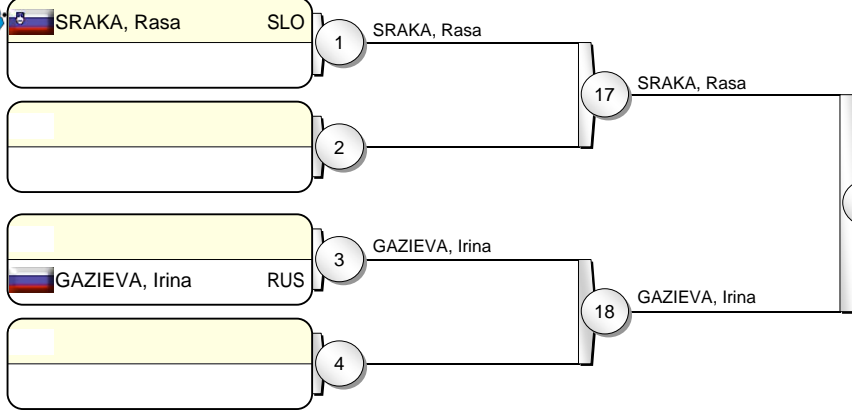 SRAKA, Rasa SLO
1
SRAKA, Rasa
17
SRAKA, Rasa
2
3
GAZIEVA, Irina
GAZIEVA, Irina RUS
18
GAZIEVA, Irina
4